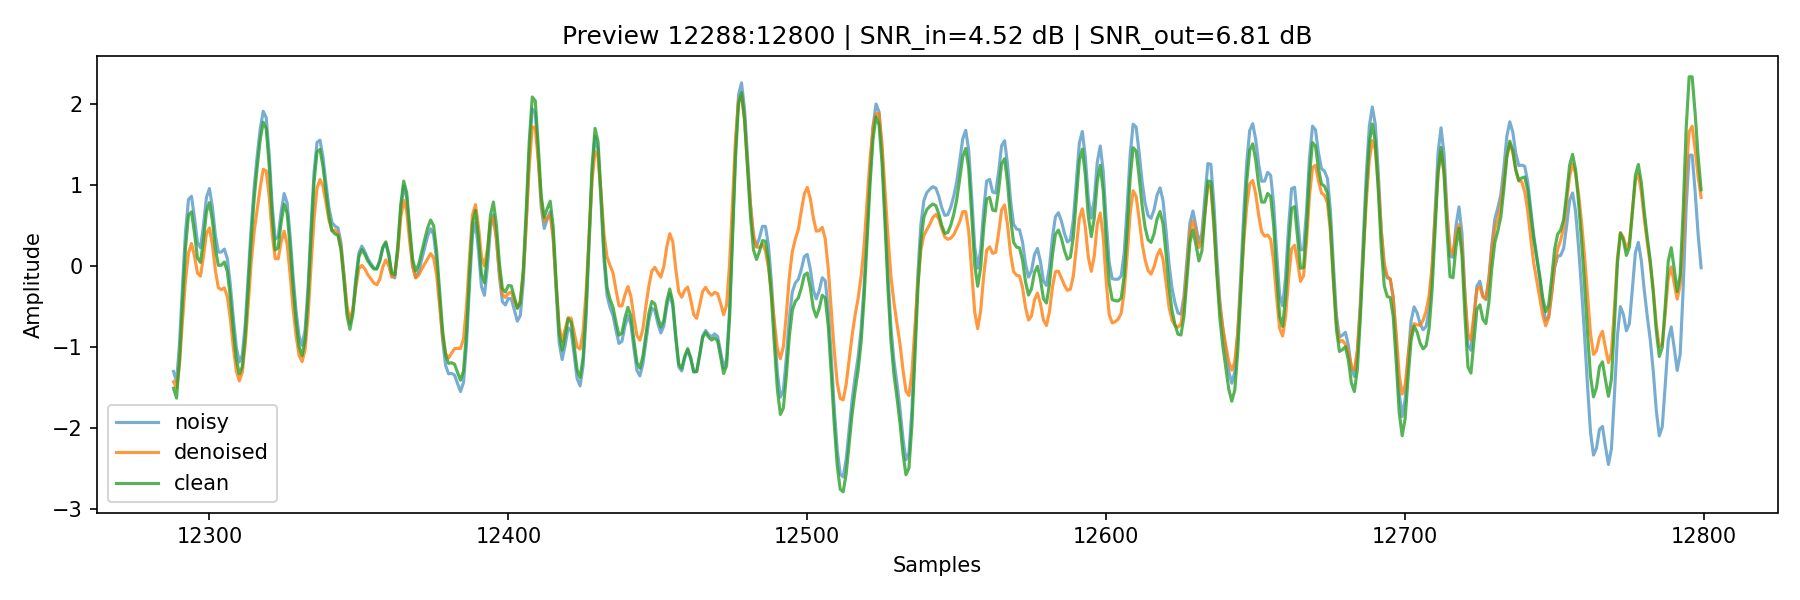 Preview 12288:12800 | SNR_in=4.52 dB | SNR_out=6.81 dB
Amplitude
2
1
0
−1
−2
−3
noisy
denoised
clean
12300 12400 12500 12600 12700 12800
Samples